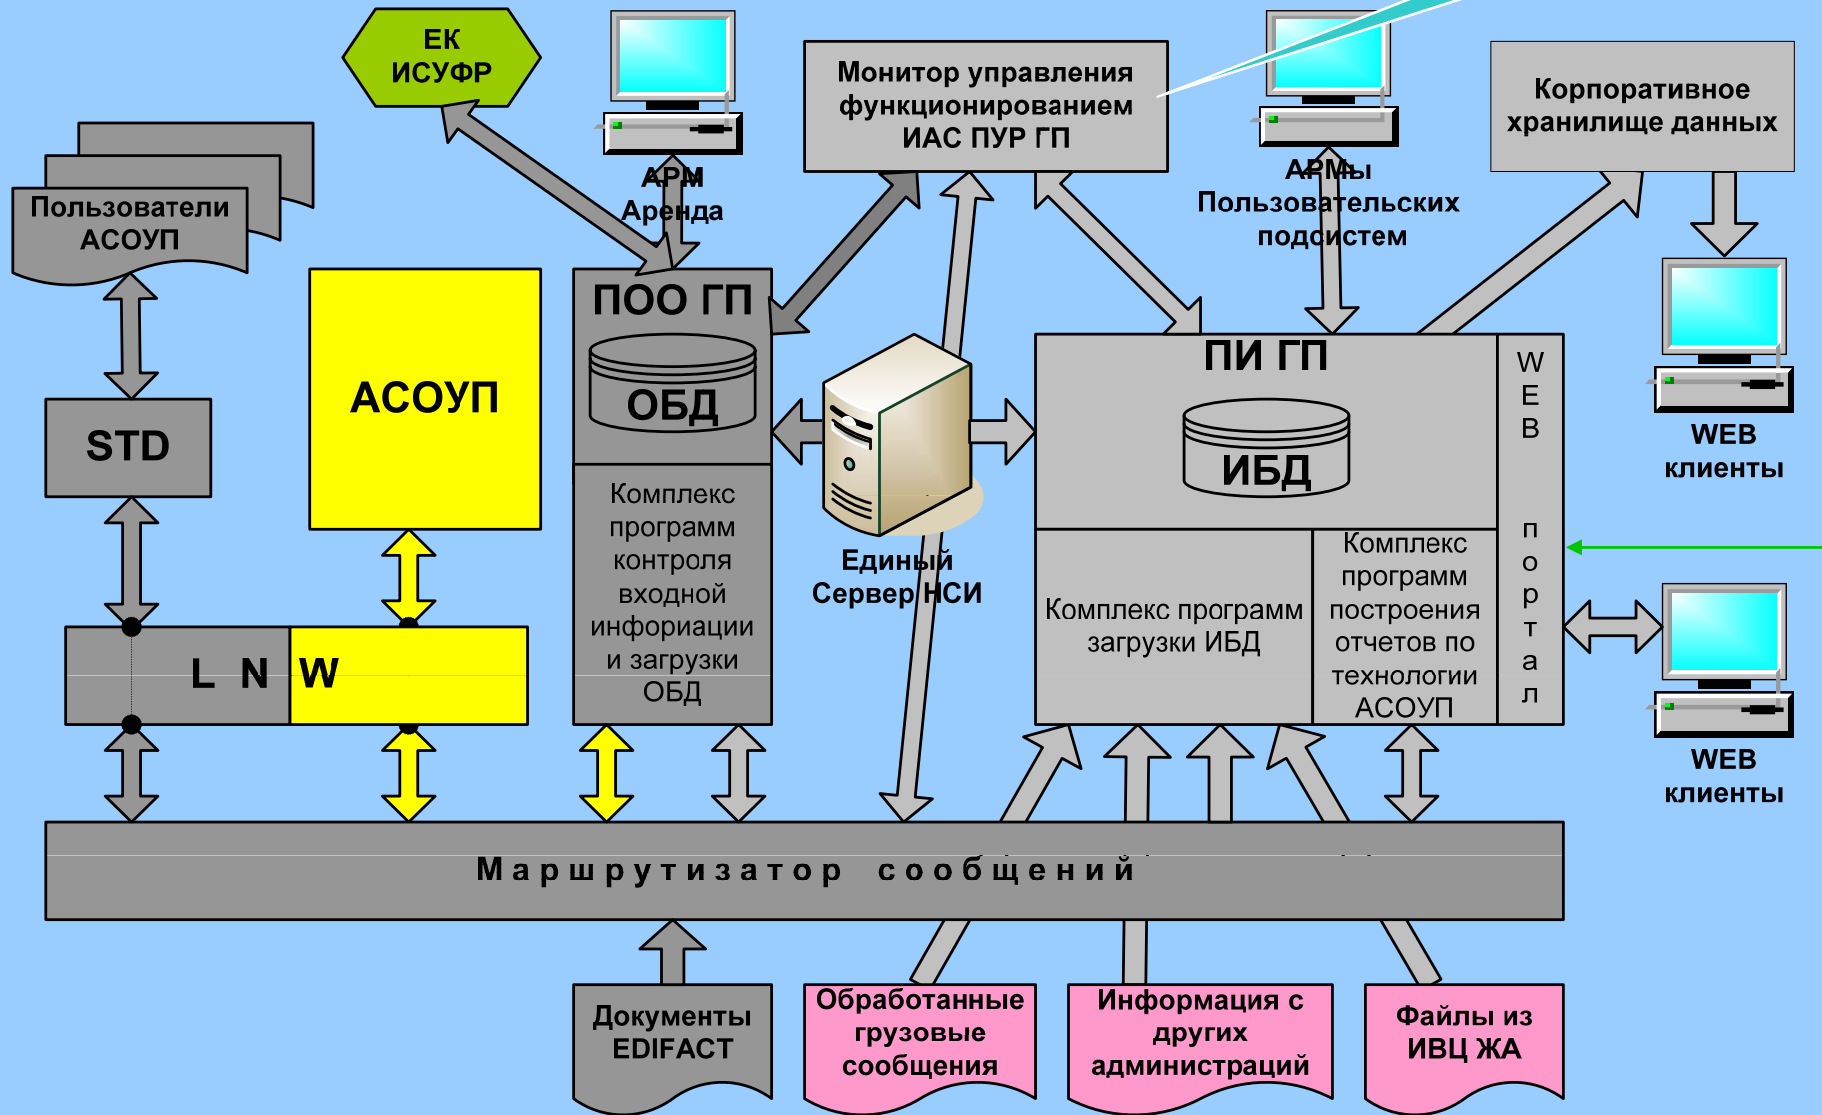 ЕК
ИСУФР
АРМ
Аренда
Монитор управления
функционированием
ИАС ПУР ГП
АРМы
Пользовательских
подсистем
Корпоративное
хранилище данных
Пользователи
АСОУП
STD
АСОУП
ПОО ГП
ОБД
Комплекс
программ
контроля
входной
инфориации
и загрузки
ОБД
Единый
Сервер НСИ
ПИ ГП
ИБД
Комплекс программ
загрузки ИБД
Комплекс
программ
построения
отчетов по
технологии
АСОУП
W
E
B
п
о
р
т
а
л
WEB
клиенты
WEB
клиенты
L N W
Маршрутизатор сообщений
Документы
EDIFACT
Обработанные
грузовые
сообщения
Информация с
других
администраций
Файлы из
ИВЦ ЖА